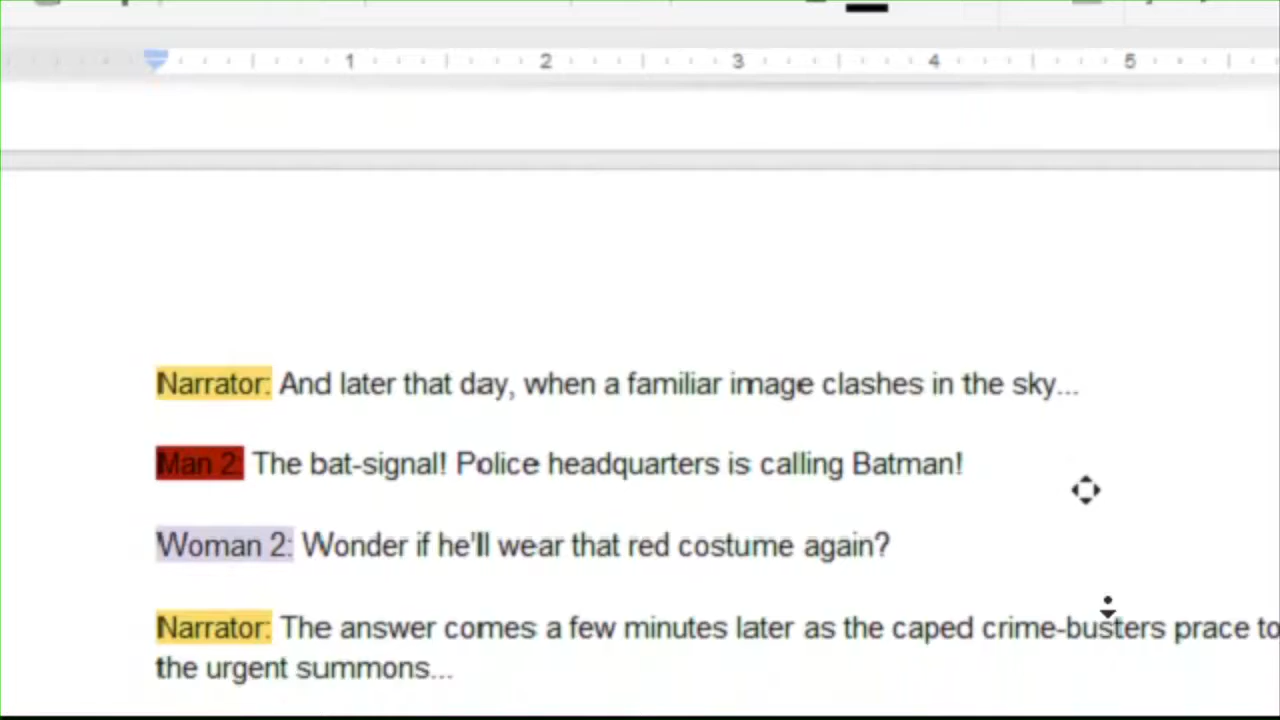 1 2 3 4 5
Narrator: And later that day, when a familiar image clashes in the sky...
Man 2: The bat-signal! Police headquarters is calling Batman!
Woman 2: Wonder if he'll wear that red costume again?
Narrator: The answer comes a few minutes later as the caped crime-busters prace to
the urgent summons...